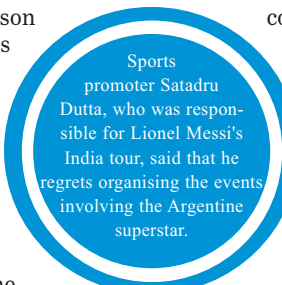 son
co
s
Sports
promoter Satadru
Dutta, who was respon-
sible for Lionel Messi's
India tour, said that he
regrets organising the events
involving the Argentine
superstar.